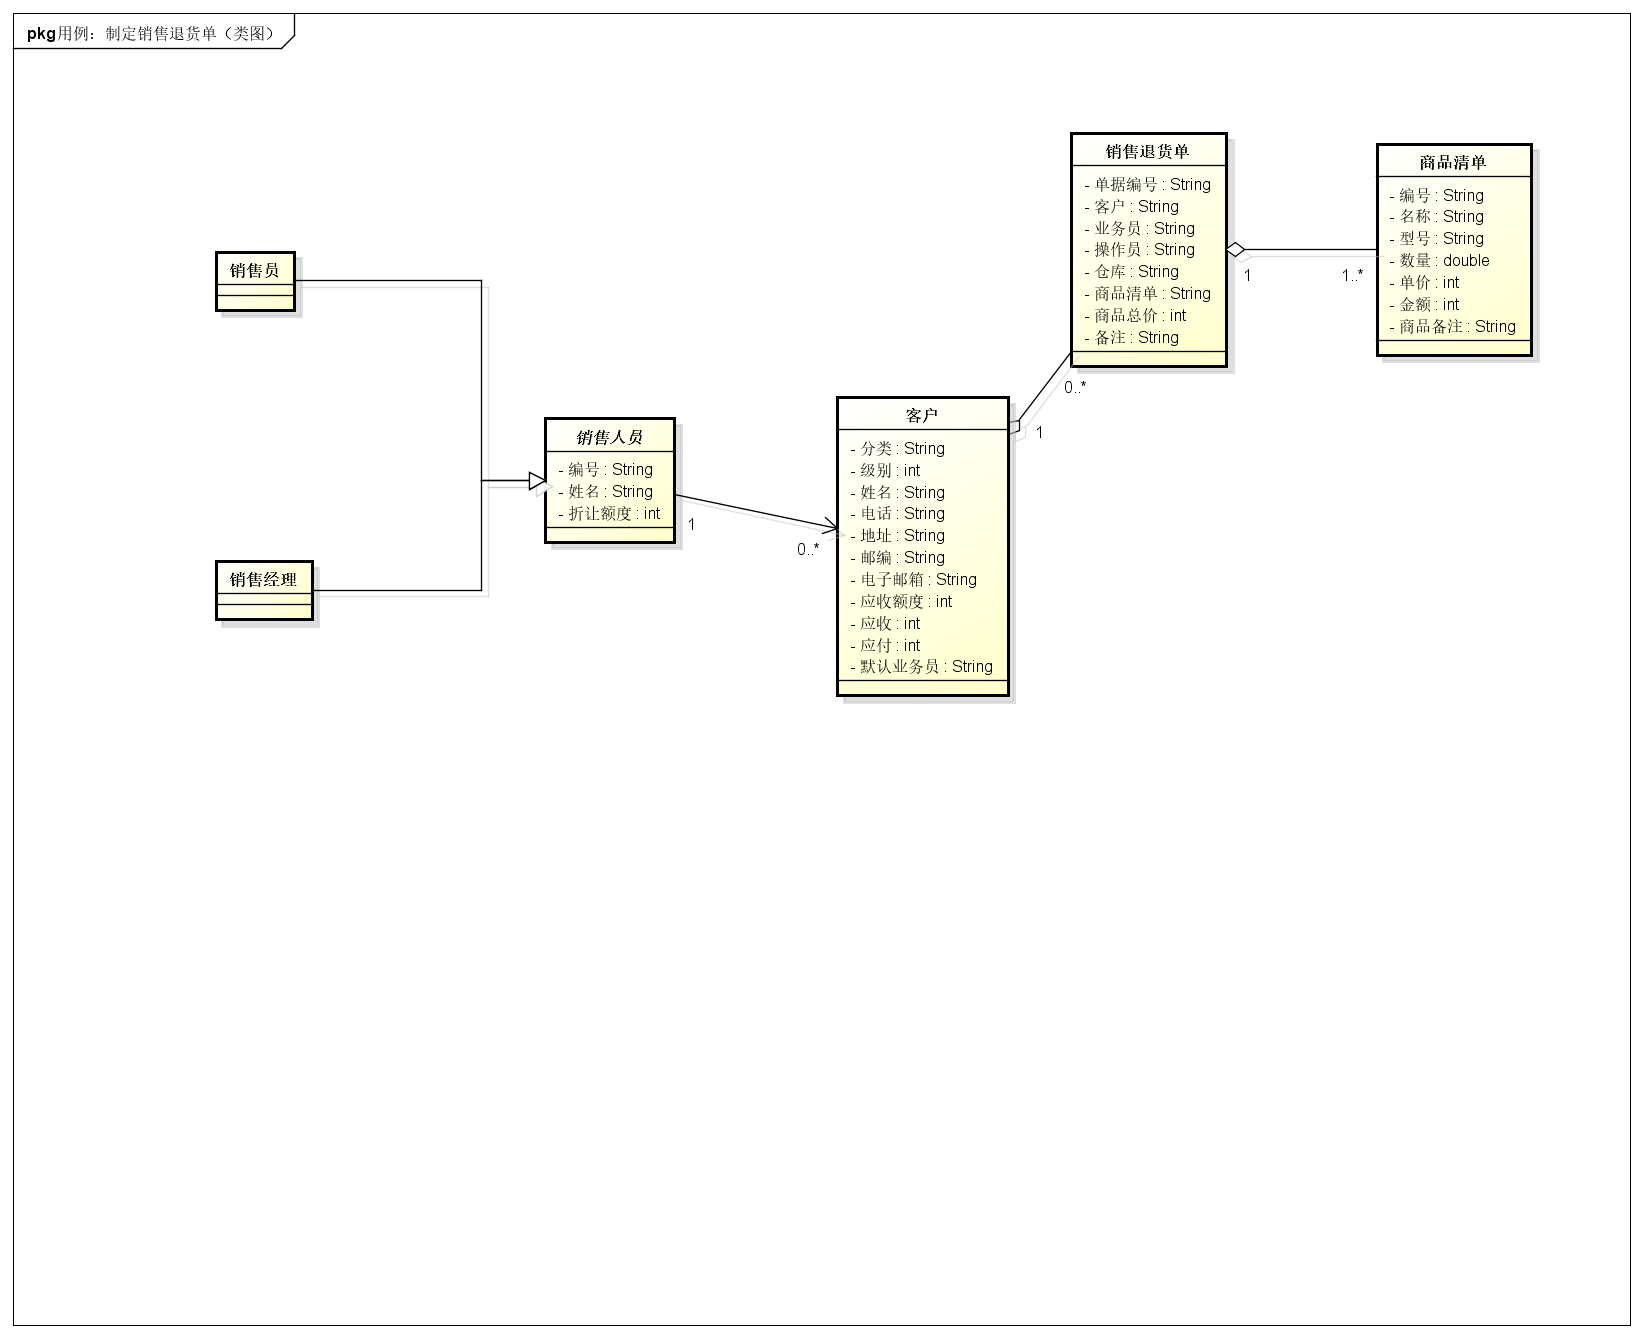 pkg用例：制定销售退货单（类图）
销售员
销售经理
销售人员
- 编号 : String
- 姓名 : String
- 折让额度 : int
1
0..*
客户
- 分类 : String
- 级别 : int
- 姓名 : String
- 电话 : String
- 地址 : String
- 邮编 : String
- 电子邮箱 : String
- 应收额度 : int
- 应收 : int
- 应付 : int
- 默认业务员 : String
1
0..*
销售退货单
- 单据编号 : String
- 客户 : String
- 业务员 : String
- 操作员 : String
- 仓库 : String
- 商品清单 : String
- 商品总价 : int
- 备注 : String
1
1..*
商品清单
- 编号 : String
- 名称 : String
- 型号 : String
- 数量 : double
- 单价 : int
- 金额 : int
- 商品备注 : String